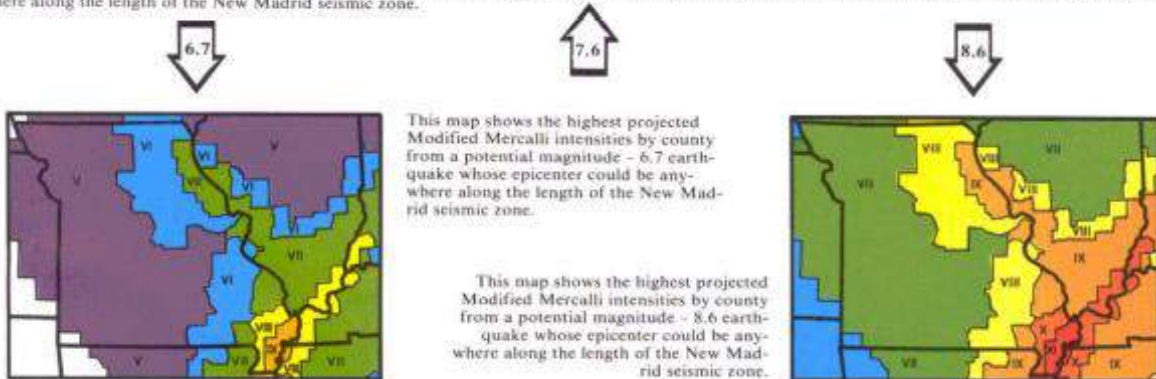 where along the length of the New Madrid seismic zone.
6.7
7.6
8.6
This map shows the highest projected
Modified Mercalli intensities by county
from a potential magnitude - 6.7 earth-
quake whose epicenter could be any-
where along the length of the New Mad-
rid seismic zone.
This map shows the highest projected
Modified Mercalli intensities by county
from a potential magnitude - 8.6 earth-
quake whose epicenter could be any-
where along the length of the New Mad-
rid seismic zone.
V
VI
VI
V
VII
VI
VI
VII
VI
VIII
IX
V
VII
VIII
VII
VII
VIII
VIII
VII
IX
VIII
VIII
IX
VIII
X
XI
VII
IX
X
IX